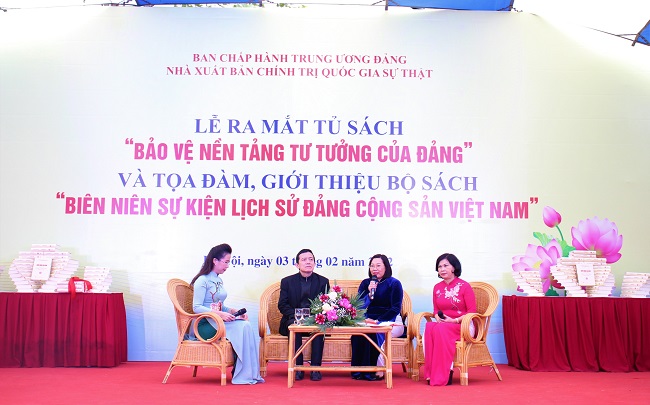 BAN CHẤP HÀNH TRUNG ƯƠNG ĐẢNG
NHÀ XUẤT BẢN CHÍNH TRỊ QUỐC GIA SỰ THẬT
LỄ RA MẮT TỦ SÁCH
“BẢO VỆ NỀN TẢNG TƯ TƯỞNG CỦA ĐẢNG”
VÀ TỌA ĐÀM, GIỚI THIỆU BỘ SÁCH
“BIÊN NIÊN SỰ KIỆN LỊCH SỬ ĐẢNG CỘNG SẢN VIỆT NAM”
ngày 03 02 năm